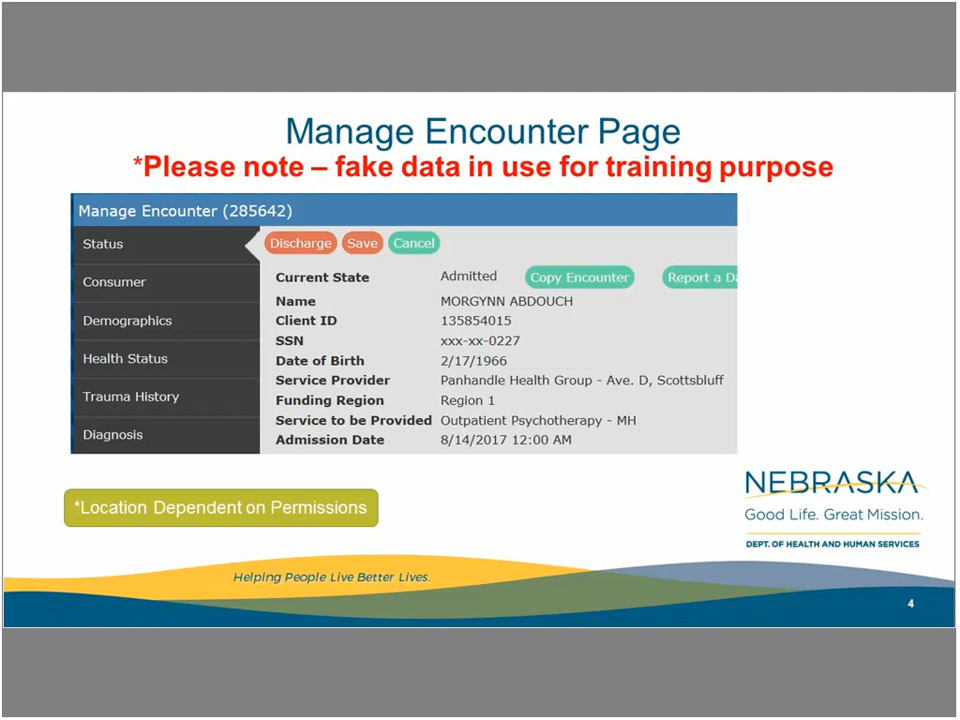 Manage Encounter Page
*Please note – fake data in use for training purpose
Manage Encounter (285642)
Status
Consumer
Demographics
Health Status
Trauma History
Diagnosis
Discharge Save Cancel
Current State Admitted Copy Encounter Report a Da
Name MORGYNN ABDOUCH
Client ID 135854015
SSN xxx-xx-0227
Date of Birth 2/17/1966
Service Provider Panhandle Health Group - Ave. D, Scottsbluff
Funding Region Region 1
Service to be Provided Outpatient Psychotherapy - MH
Admission Date 8/14/2017 12:00 AM
*Location Dependent on Permissions
NEBRASKA
Good Life. Great Mission.
DEPT. OF HEALTH AND HUMAN SERVICES
Helping People Live Better Lives.
4